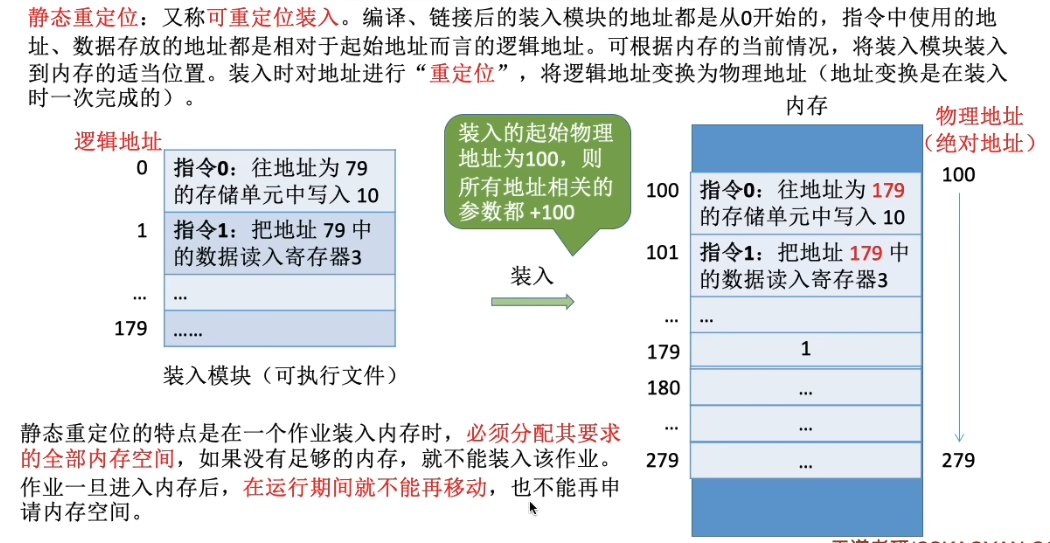 静态重定位：又称可重定位装入。编译、链接后的装入模块的地址都是从0开始的，指令中使用的地
址、数据存放的地址都是相对于起始地址而言的逻辑地址。可根据内存的当前情况，将装入模块装入
到内存的适当位置。装入时对地址进行“重定位”，将逻辑地址变换为物理地址（地址变换是在装入
时一次完成的）。
逻辑地址
0
指令0：往地址为 79
的存储单元中写入 10
1
指令1：把地址 79 中
的数据读入寄存器3
...
...
179
......
装入模块（可执行文件）
装入的起始物理
地址为100，则
所有地址相关的
参数都 +100
装入
内存
物理地址
（绝对地址）
100
指令0：往地址为 179
的存储单元中写入 10
100
101
指令1：把地址 179 中
的数据读入寄存器3
...
...
179
1
180
...
...
...
279
...
279
静态重定位的特点是在一个作业装入内存时，必须分配其要求
的全部内存空间，如果没有足够的内存，就不能装入该作业。
作业一旦进入内存后，在运行期间就不能再移动，也不能再申
请内存空间。